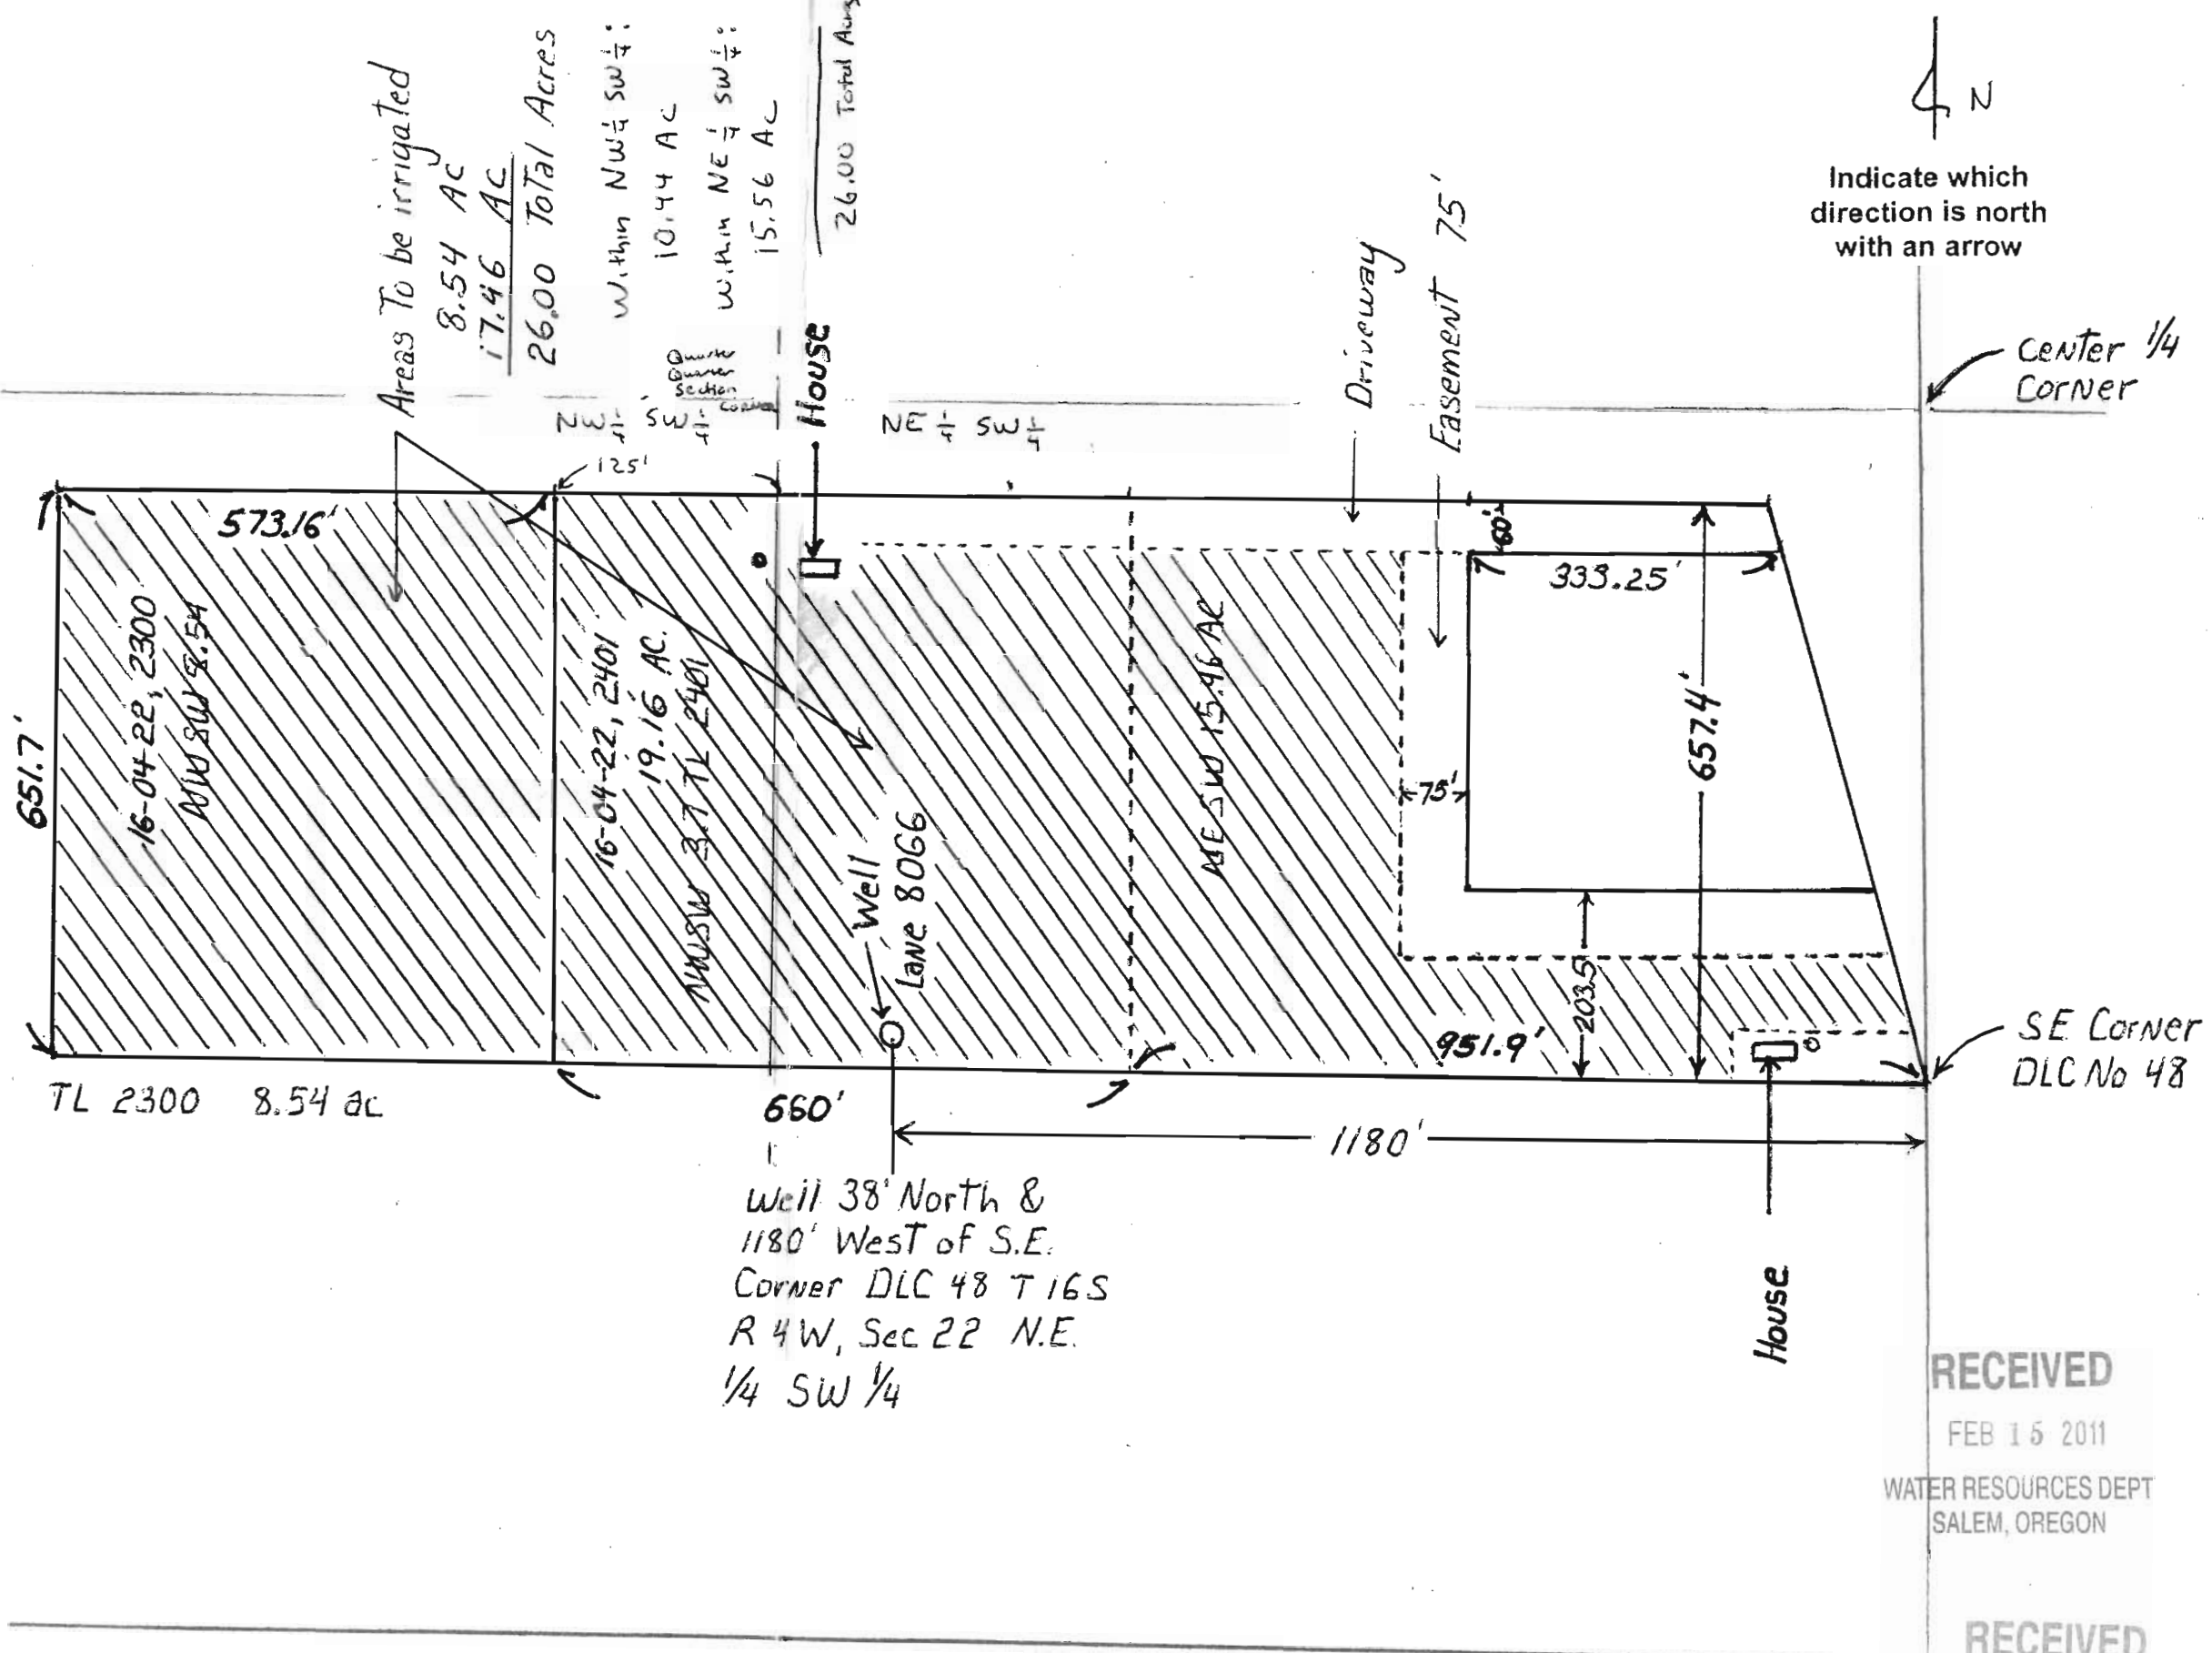 N
Indicate which
direction is north
with an arrow
Areas To be irrigated
8.54 AC
17.46 AC
26.00 Total Acres
Within NW¼ SW¼:
10.44 AC
Within NE¼ SW¼:
15.56 AC
26.00 Total Acres
Quarter
Quarter
Section
Corner
House
Driveway
Easement 75'
CENTER 1/4
CORNER
NW¼ SW¼
NE ¼ SW¼
125'
573.16'
60'
333.25'
651.7'
16-04-22, 2300
NWSW 8.54
16-04-22, 2401
19.16 AC.
NWSW 3.7 TL 2401
Well
Lane 8066
NESW 15.46 AC
75'
657.4'
203.5
951.9'
S.E. Corner
DLC No 48
TL 2300 8.54 ac
660'
1180'
Well 38' North &
1180' West of S.E.
Corner DLC 48 T 16S
R 4W, Sec 22 N.E.
1/4 SW 1/4
House
RECEIVED
FEB 15 2011
WATER RESOURCES DEPT
SALEM, OREGON
RECEIVED